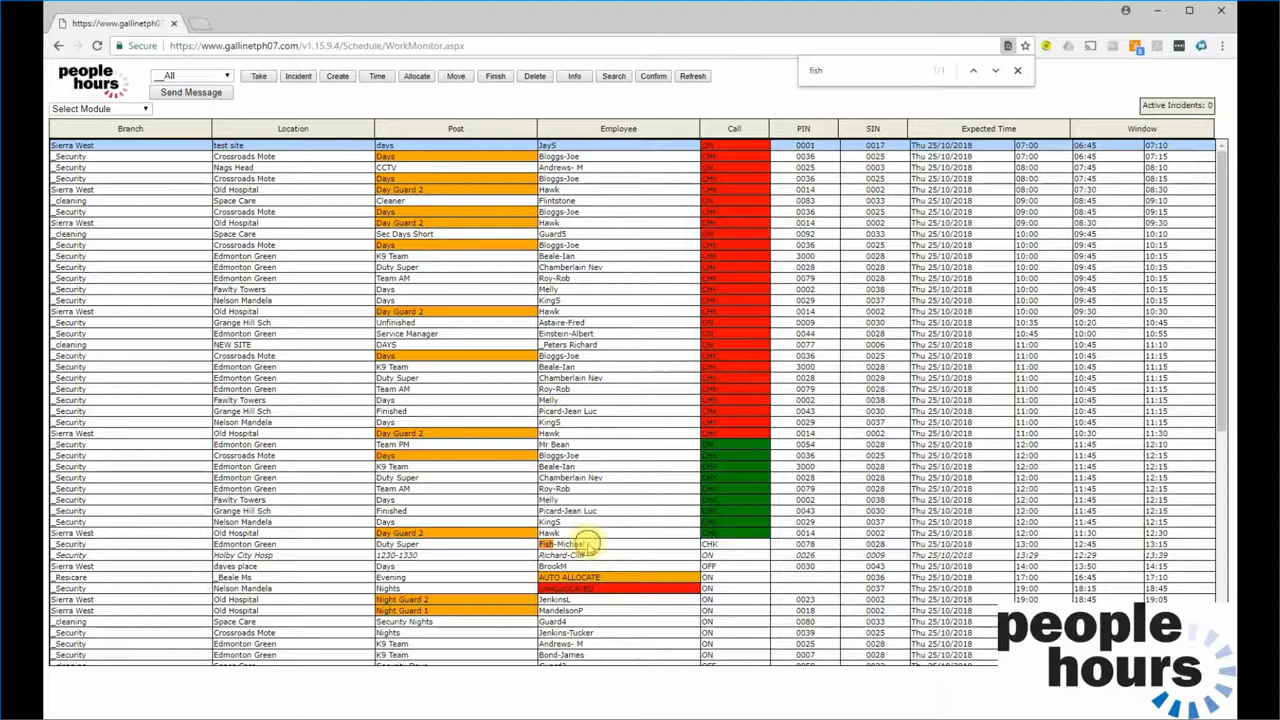 https://www.gallinetph07
Secure https://www.gallinetph07.com/v1.15.9.4/Schedule/WorkMonitor.aspx
fish 1/1
people hours
__All Take Incident Create Time Allocate Move Finish Delete Info Search Confirm Refresh
Send Message
Select Module
Active Incidents: 0
Branch Location Post Employee Call PIN SIN Expected Time Window
Sierra West test site days JayS ON 0001 0017 Thu 25/10/2018 07:00 06:45 07:10
_Security Crossroads Mote Days Bloggs-Joe CHK 0036 0025 Thu 25/10/2018 07:00 06:45 07:15
_Security Nags Head CCTV Andrews- M ON 0025 0003 Thu 25/10/2018 08:00 07:45 08:10
_Security Crossroads Mote Days Bloggs-Joe CHK 0036 0025 Thu 25/10/2018 08:00 07:45 08:15
Sierra West Old Hospital Day Guard 2 Hawk CHK 0014 0002 Thu 25/10/2018 08:00 07:30 08:30
_cleaning Space Care Cleaner Flintstone ON 0083 0033 Thu 25/10/2018 09:00 08:45 09:10
_Security Crossroads Mote Days Bloggs-Joe CHK 0036 0025 Thu 25/10/2018 09:00 08:45 09:15
Sierra West Old Hospital Day Guard 2 Hawk CHK 0014 0002 Thu 25/10/2018 09:00 08:30 09:30
_cleaning Space Care Sec Days Short Guard5 ON 0092 0033 Thu 25/10/2018 10:00 09:45 10:10
_Security Crossroads Mote Days Bloggs-Joe CHK 0036 0025 Thu 25/10/2018 10:00 09:45 10:15
_Security Edmonton Green K9 Team Beale-Ian CHK 3000 0028 Thu 25/10/2018 10:00 09:45 10:15
_Security Edmonton Green Duty Super Chamberlain Nev CHK 0028 0028 Thu 25/10/2018 10:00 09:45 10:15
_Security Edmonton Green Team AM Roy-Rob CHK 0079 0028 Thu 25/10/2018 10:00 09:45 10:15
_Security Fawlty Towers Days Melly CHK 0002 0038 Thu 25/10/2018 10:00 09:45 10:15
_Security Nelson Mandela Days KingS CHK 0029 0037 Thu 25/10/2018 10:00 09:45 10:15
Sierra West Old Hospital Day Guard 2 Hawk CHK 0014 0002 Thu 25/10/2018 10:00 09:30 10:30
_Security Grange Hill Sch Unfinished Astaire-Fred ON 0009 0030 Thu 25/10/2018 10:35 10:20 10:45
_Security Edmonton Green Service Manager Einstein-Albert ON 0044 0028 Thu 25/10/2018 10:45 10:00 10:55
_cleaning NEW SITE DAYS _Peters Richard ON 0077 0006 Thu 25/10/2018 11:00 10:45 11:10
_Security Crossroads Mote Days Bloggs-Joe CHK 0036 0025 Thu 25/10/2018 11:00 10:45 11:15
_Security Edmonton Green K9 Team Beale-Ian CHK 3000 0028 Thu 25/10/2018 11:00 10:45 11:15
_Security Edmonton Green Duty Super Chamberlain Nev CHK 0028 0028 Thu 25/10/2018 11:00 10:45 11:15
_Security Edmonton Green Team AM Roy-Rob CHK 0079 0028 Thu 25/10/2018 11:00 10:45 11:15
_Security Fawlty Towers Days Melly CHK 0002 0038 Thu 25/10/2018 11:00 10:45 11:15
_Security Grange Hill Sch Finished Picard-Jean Luc CHK 0043 0030 Thu 25/10/2018 11:00 10:45 11:15
_Security Nelson Mandela Days KingS CHK 0029 0037 Thu 25/10/2018 11:00 10:45 11:15
Sierra West Old Hospital Day Guard 2 Hawk CHK 0014 0002 Thu 25/10/2018 11:00 10:30 11:30
_Security Edmonton Green Team PM Mr Bean ON 0054 0028 Thu 25/10/2018 12:00 11:45 12:10
_Security Crossroads Mote Days Bloggs-Joe CHK 0036 0025 Thu 25/10/2018 12:00 11:45 12:15
_Security Edmonton Green K9 Team Beale-Ian CHK 3000 0028 Thu 25/10/2018 12:00 11:45 12:15
_Security Edmonton Green Duty Super Chamberlain Nev CHK 0028 0028 Thu 25/10/2018 12:00 11:45 12:15
_Security Edmonton Green Team AM Roy-Rob CHK 0079 0028 Thu 25/10/2018 12:00 11:45 12:15
_Security Fawlty Towers Days Melly CHK 0002 0038 Thu 25/10/2018 12:00 11:45 12:15
_Security Grange Hill Sch Finished Picard-Jean Luc CHK 0043 0030 Thu 25/10/2018 12:00 11:45 12:15
_Security Nelson Mandela Days KingS CHK 0029 0037 Thu 25/10/2018 12:00 11:45 12:15
Sierra West Old Hospital Day Guard 2 Hawk CHK 0014 0002 Thu 25/10/2018 12:00 11:30 12:30
_Security Edmonton Green Duty Super Fish-Michael CHK 0078 0028 Thu 25/10/2018 13:00 12:45 13:15
_Security Holby City Hosp 1230-1330 Richard-Cliff ON 0026 0009 Thu 25/10/2018 13:29 12:29 13:39
Sierra West daves place Days BrookM OFF 0030 0043 Thu 25/10/2018 14:00 13:50 14:15
_Resicare _Beale Ms Evening AUTO ALLOCATE ON 0036 Thu 25/10/2018 17:00 16:45 17:10
_Security Nelson Mandela Nights UNALLOCATED ON 0037 Thu 25/10/2018 18:30 18:15 18:45
Sierra West Old Hospital Night Guard 2 JenkinsL ON 0023 0002 Thu 25/10/2018 19:00 18:45 19:05
Sierra West Old Hospital Night Guard 1 MandelsonP ON 0018 0002 Thu 25/10/2018
_cleaning Space Care Security Nights Guard4 ON 0080 0033 Thu 25/10/2018
_Security Crossroads Mote Nights Jenkins-Tucker ON 0039 0025 Thu 25/10/2018
_Security Edmonton Green K9 Team Andrews- M ON 0025 0028 Thu 25/10/2018
_Security Edmonton Green K9 Team Bond-James ON 0007 0028 Thu 25/10/2018
people
hours